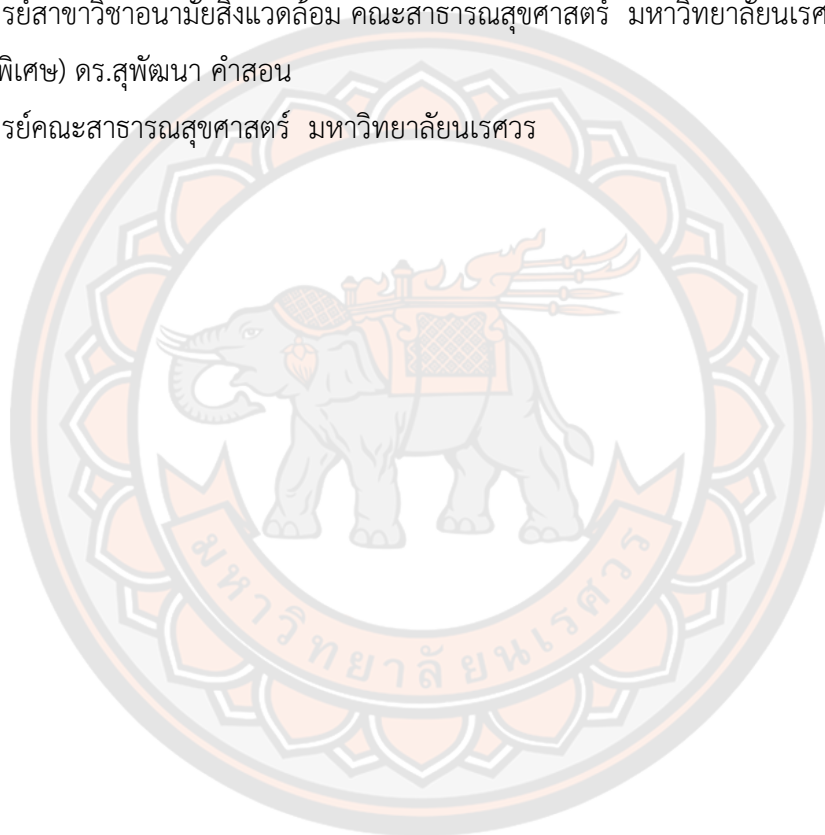 รย์สาขาวิชาอนามัยสิ่งแวดล้อม คณะสาธารณสุขศาสตร์ มหาวิทยาลัยนเรศ
พิเศษ) ดร.สุพัฒนา คำสอน
รย์คณะสาธารณสุขศาสตร์ มหาวิทยาลัยนเรศวร
มหาวิทยาลัยนเรศวร